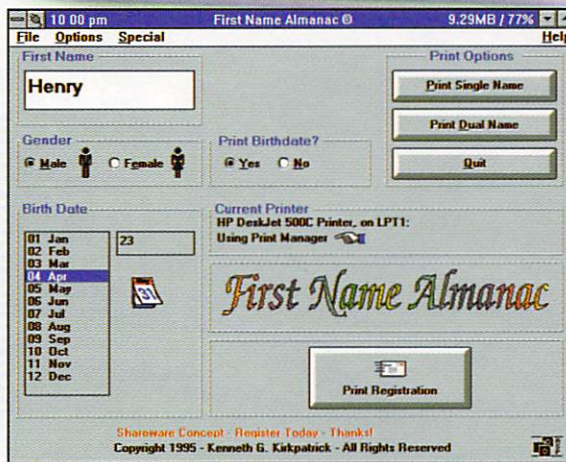 10 00 pm First Name Almanac ® 9.29MB / 77%
File Options Special Help
First Name
Henry
Print Options
Print Single Name
Print Dual Name
Quit
Gender
Male Female
Print Birthdate?
Yes No
Birth Date
01 Jan
02 Feb
03 Mar
04 Apr
05 May
06 Jun
07 Jul
08 Aug
09 Sep
10 Oct
11 Nov
12 Dec
23
31
Current Printer
HP DeskJet 500C Printer, on LPT1:
Using Print Manager
First Name Almanac
Print Registration
Shareware Concept - Register Today - Thanks!
Copyright 1995 - Kenneth G. Kirkpatrick - All Rights Reserved